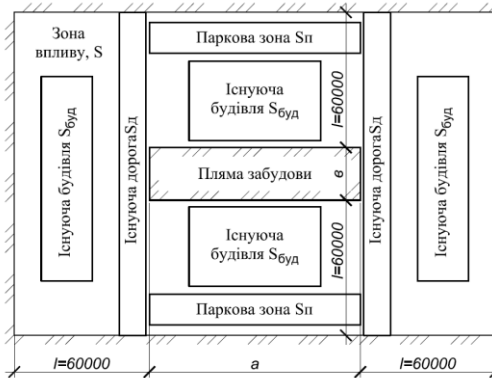 Зона
впливу, S
Паркова зона Sп
Існуюча
будівля Sбуд
Пляма забудови
Існуюча
будівля Sбуд
Паркова зона Sп
Існуюча будівля Sбуд
Існуюча дорогаSд
Існуюча дорогаSд
Існуюча будівля Sбуд
l=60000
в
l=60000
l=60000
а
l=60000